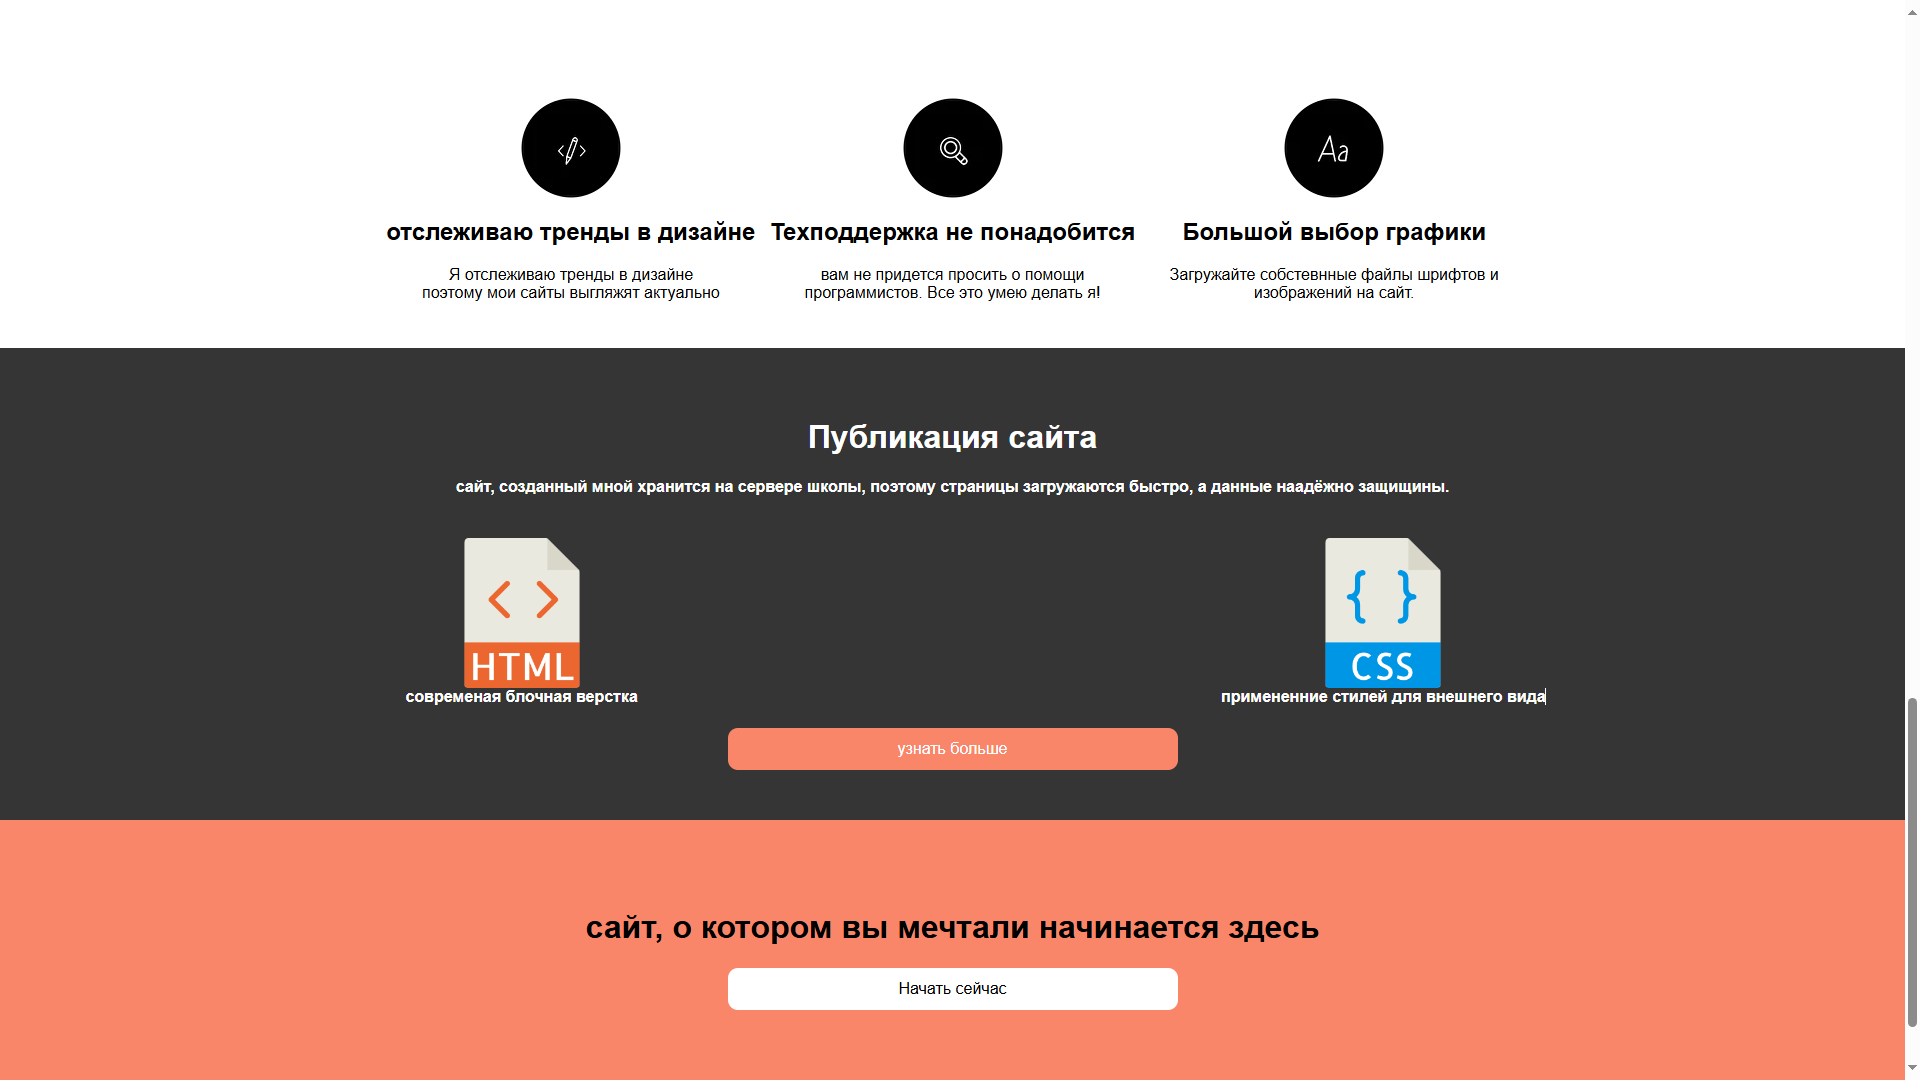 Aa
отслеживаю тренды в дизайне
Я отслеживаю тренды в дизайне
поэтому мои сайты выгляжят актуально
Техподдержка не понадобится
вам не придется просить о помощи
программистов. Все это умею делать я!
Большой выбор графики
Загружайте собстевнные файлы шрифтов и
изображений на сайт.
Публикация сайта
сайт, созданный мной хранится на сервере школы, поэтому страницы загружаются быстро, а данные наадёжно защищины.
< >
HTML
современая блочная верстка
{ }
CSS
примененние стилей для внешнего вида
узнать больше
сайт, о котором вы мечтали начинается здесь
Начать сейчас